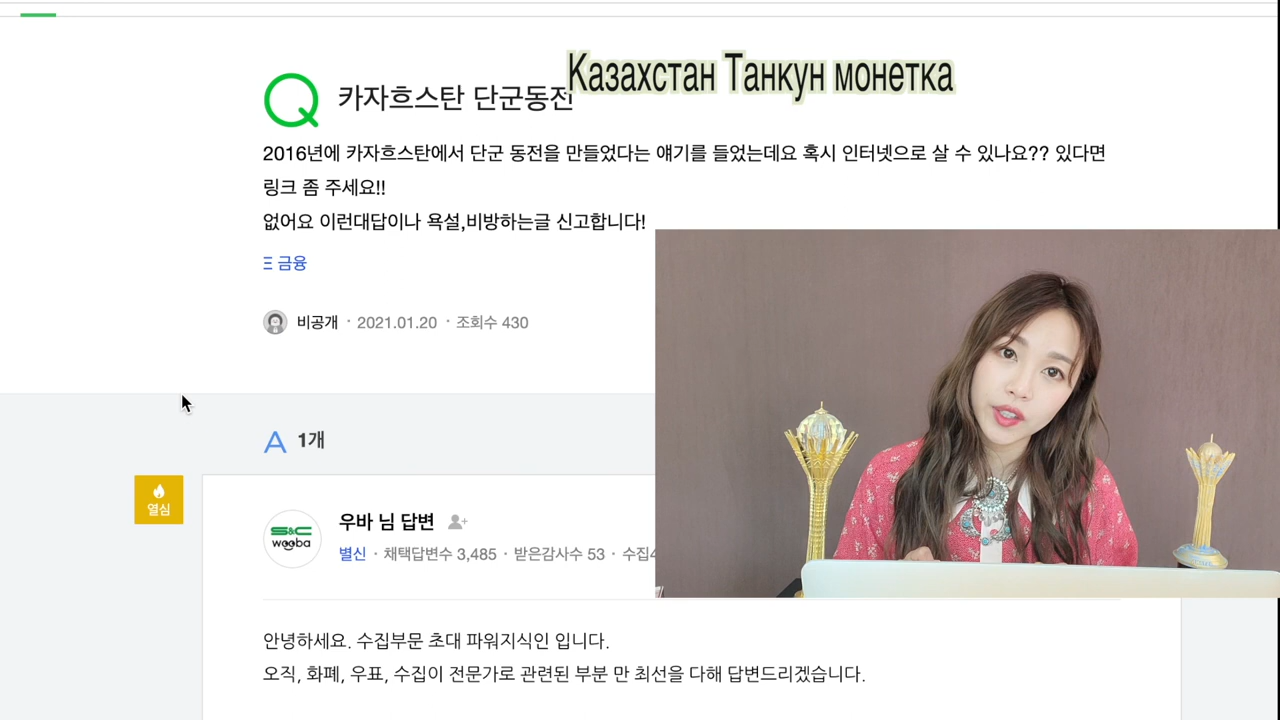 Казахстан Танкун монетка
카자흐스탄 단군동전
2016년에 카자흐스탄에서 단군 동전을 만들었다는 얘기를 들었는데요 혹시 인터넷으로 살 수 있나요?? 있다면
링크 좀 주세요!!
없어요 이런대답이나 욕설,비방하는글 신고합니다!
금융
비공개 · 2021.01.20 · 조회수 430
A 1개
열심
S&C
wooba
우바 님 답변
별신 · 채택답변수 3,485 · 받은감사수 53 · 수집
안녕하세요. 수집부문 초대 파워지식인 입니다.
오직, 화폐, 우표, 수집이 전문가로 관련된 부분 만 최선을 다해 답변드리겠습니다.